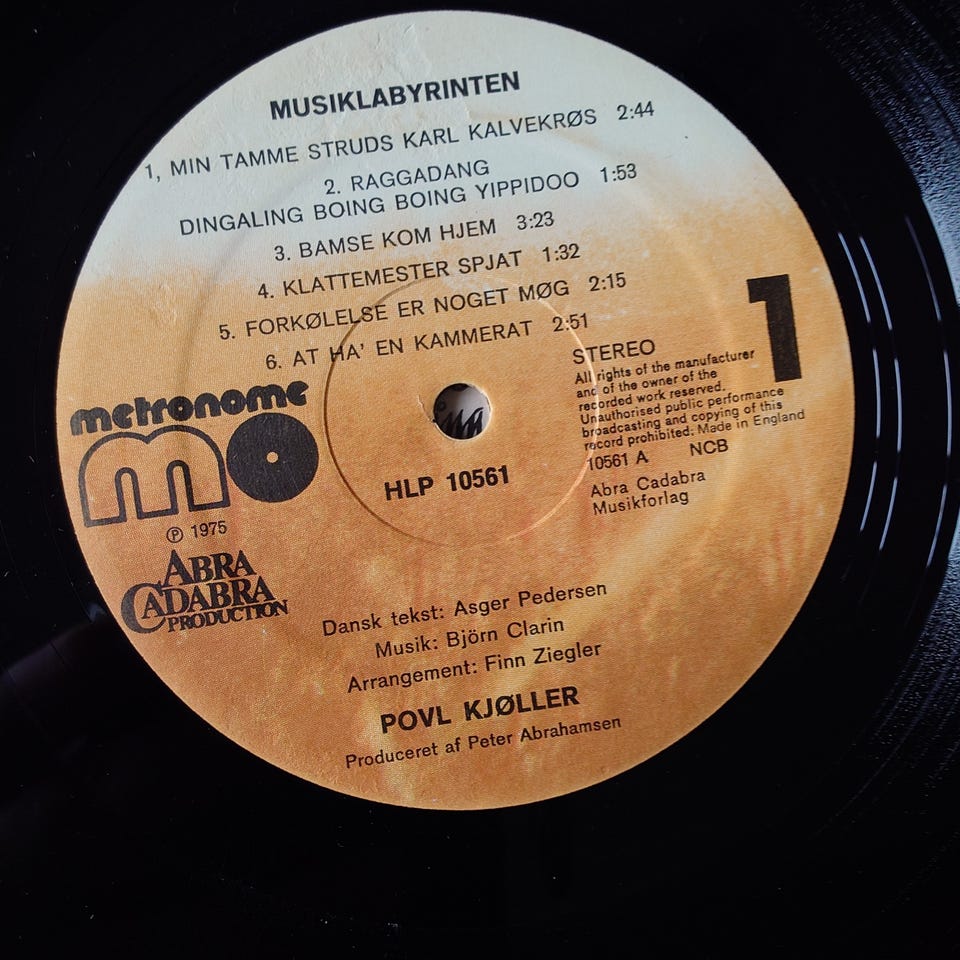 MUSIKLABYRINTEN
1, MIN TAMME STRUDS KARL KALVEKRØS 2:44
2. RAGGADANG
DINGALING BOING BOING YIPPIDOO 1:53
3. BAMSE KOM HJEM 3:23
4. KLATTEMESTER SPJAT 1:32
5. FORKØLELSE ER NOGET MØG 2:15
6. AT HA' EN KAMMERAT 2:51
1
STEREO
All rights of the manufacturer
and of the owner of the
recorded work reserved.
Unauthorised public performance
broadcasting and copying of this
record prohibited. Made in England
10561 A NCB
Abra Cadabra
Musikforlag
metronome
mo
℗ 1975
ABRA
CADABRA
PRODUCTION
HLP 10561
Dansk tekst: Asger Pedersen
Musik: Björn Clarin
Arrangement: Finn Ziegler
POVL KJØLLER
Produceret af Peter Abrahamsen